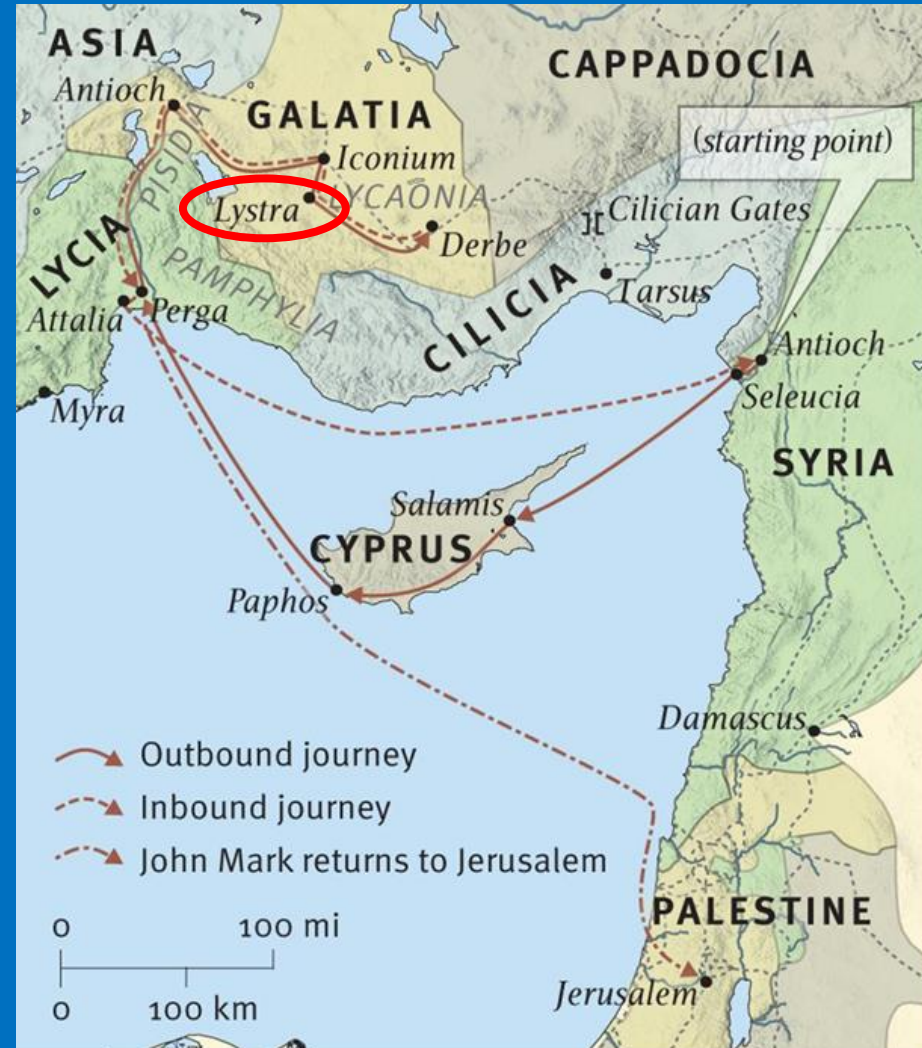 ASIA
Antioch
CAPPADOCIA
GALATIA
(starting point)
PISIDIA
Iconium
LYCAONIA
Lystra
Cilician Gates
Derbe
LYCIA
PAMPHYLIA
CILICIA
Tarsus
Attalia
Perga
Antioch
Myra
Seleucia
SYRIA
Salamis
CYPRUS
Paphos
Damascus
Outbound journey
Inbound journey
John Mark returns to Jerusalem
PALESTINE
0 100 mi
0 100 km
Jerusalem